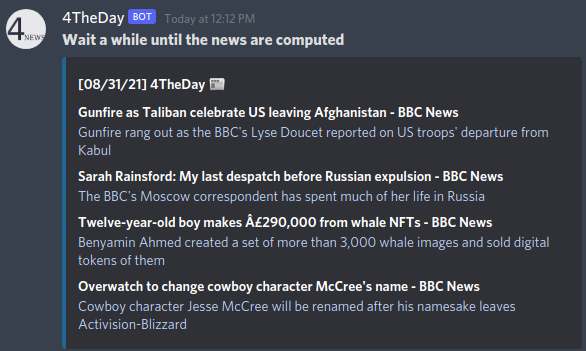 4 NEWS
4TheDay BOT Today at 12:12 PM
Wait a while until the news are computed
[08/31/21] 4TheDay 📰
Gunfire as Taliban celebrate US leaving Afghanistan - BBC News
Gunfire rang out as the BBC's Lyse Doucet reported on US troops' departure from
Kabul
Sarah Rainsford: My last despatch before Russian expulsion - BBC News
The BBC's Moscow correspondent has spent much of her life in Russia
Twelve-year-old boy makes Â£290,000 from whale NFTs - BBC News
Benyamin Ahmed created a set of more than 3,000 whale images and sold digital
tokens of them
Overwatch to change cowboy character McCree's name - BBC News
Cowboy character Jesse McCree will be renamed after his namesake leaves
Activision-Blizzard